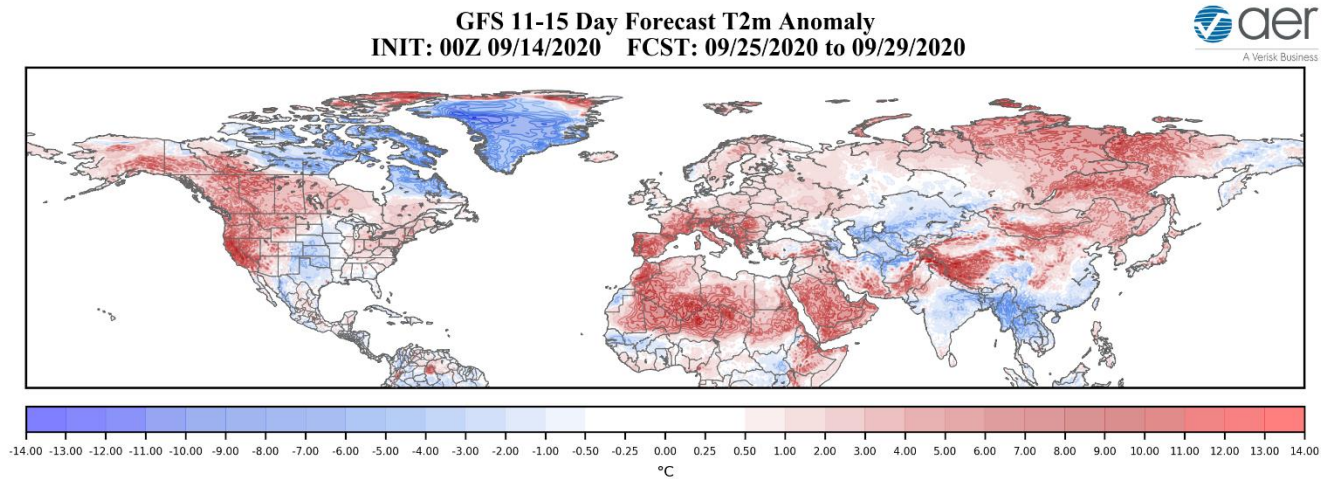 GFS 11-15 Day Forecast T2m Anomaly
INIT: 00Z 09/14/2020 FCST: 09/25/2020 to 09/29/2020
aer
A Verisk Business
-14.00 -13.00 -12.00 -11.00 -10.00 -9.00 -8.00 -7.00 -6.00 -5.00 -4.00 -3.00 -2.00 -1.00 -0.50 -0.25 0.00 0.25 0.50 1.00 2.00 3.00 4.00 5.00 6.00 7.00 8.00 9.00 10.00 11.00 12.00 13.00 14.00
°C